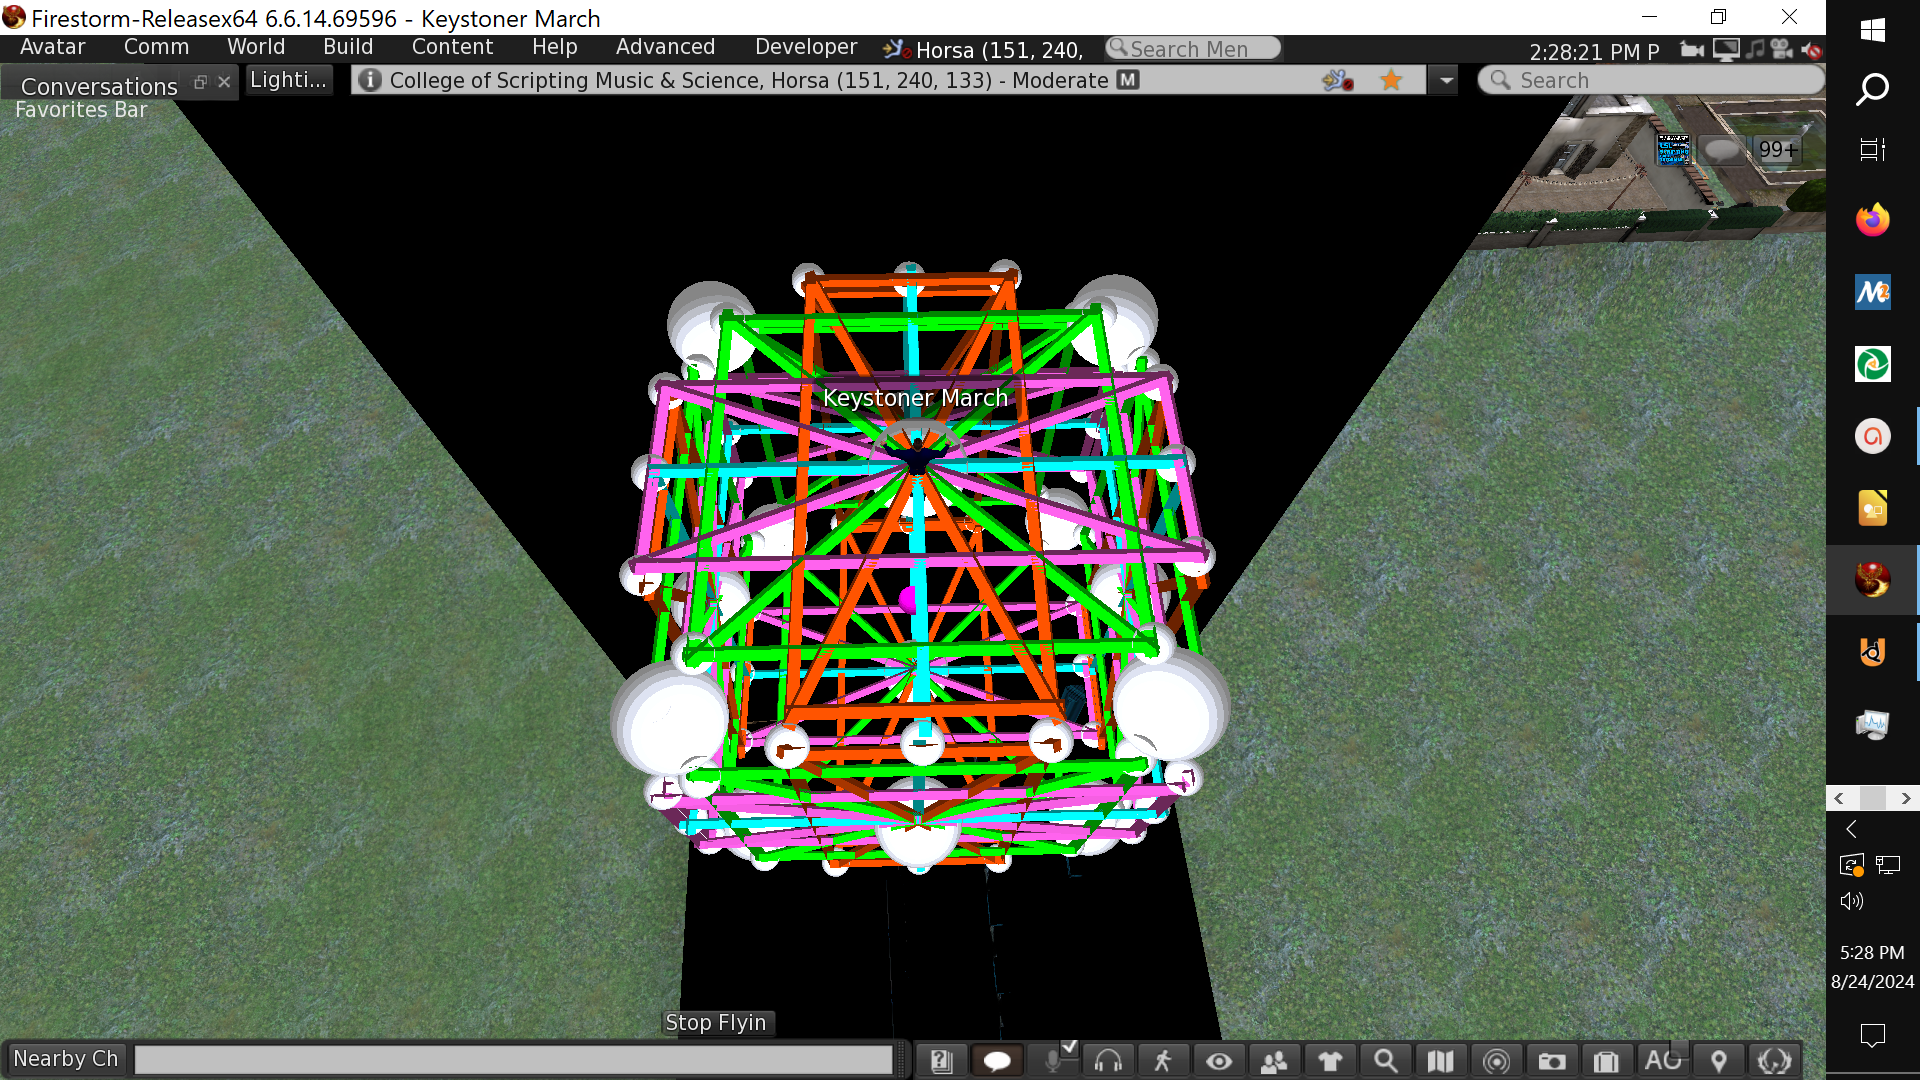 Firestorm-Releasex64 6.6.14.69596 - Keystoner March
Avatar Comm World Build Content Help Advanced Developer Horsa (151, 240, Search Men 2:28:21 PM P
Conversations Lighti... College of Scripting Music & Science, Horsa (151, 240, 133) - Moderate M Search
Favorites Bar
99+
Keystoner March
Stop Flyin
Nearby Ch
AO
5:28 PM
8/24/2024